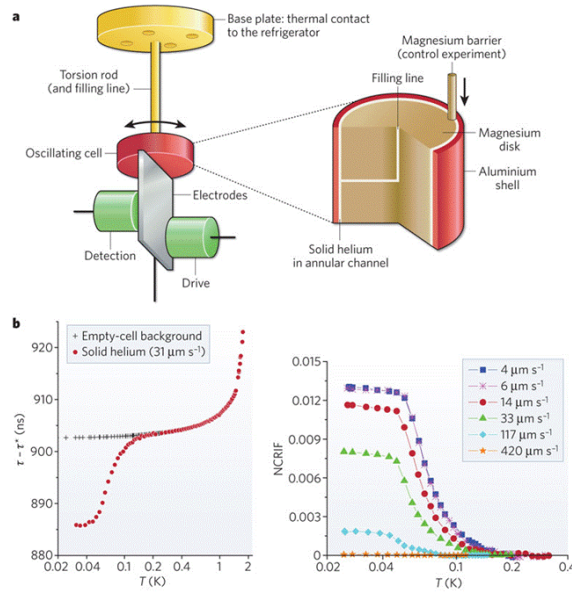 a
Base plate: thermal contact
to the refrigerator
Torsion rod
(and filling line)
Oscillating cell
Electrodes
Detection
Drive
Magnesium barrier
(control experiment)
Filling line
Magnesium
disk
Aluminium
shell
Solid helium
in annular channel
b
+ Empty-cell background
Solid helium (31 μm s⁻¹)
920
910
900
890
880
τ – τ* (ns)
0.02 0.04 0.1 0.2 0.4 1 2
T (K)
4 μm s⁻¹
6 μm s⁻¹
14 μm s⁻¹
33 μm s⁻¹
117 μm s⁻¹
420 μm s⁻¹
0.015
0.012
0.009
0.006
0.003
0
NCRIF
0.02 0.04 0.1 0.2 0.4
T (K)